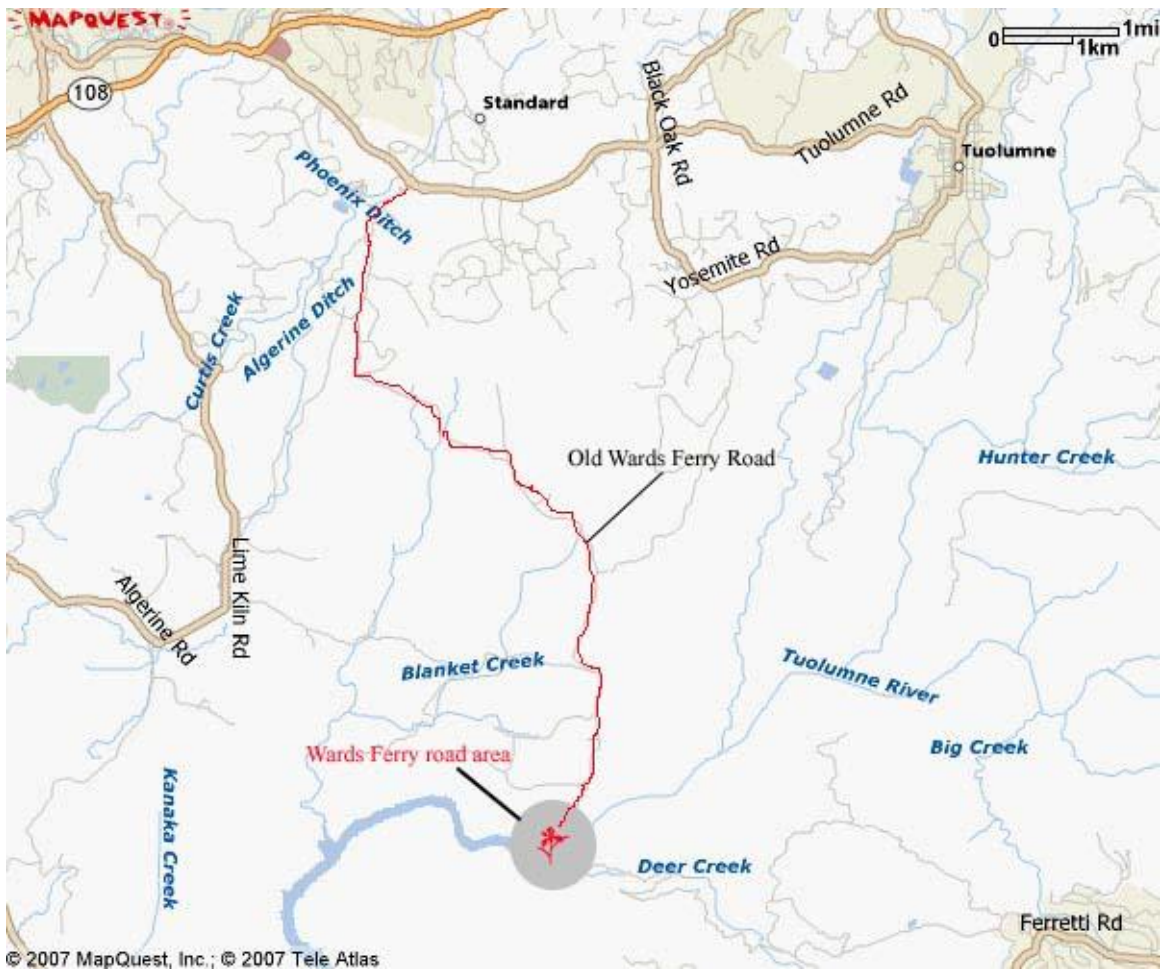 MAPQUEST
0
1mi
1km
108
Standard
Black Oak Rd
Tuolumne Rd
Tuolumne
Phoenix Ditch
Yosemite Rd
Curtis Creek
Algerine Ditch
Old Wards Ferry Road
Hunter Creek
Lime Kiln Rd
Algerine Rd
Blanket Creek
Tuolumne River
Wards Ferry road area
Big Creek
Kanaka Creek
Deer Creek
Ferretti Rd
© 2007 MapQuest, Inc.; © 2007 Tele Atlas